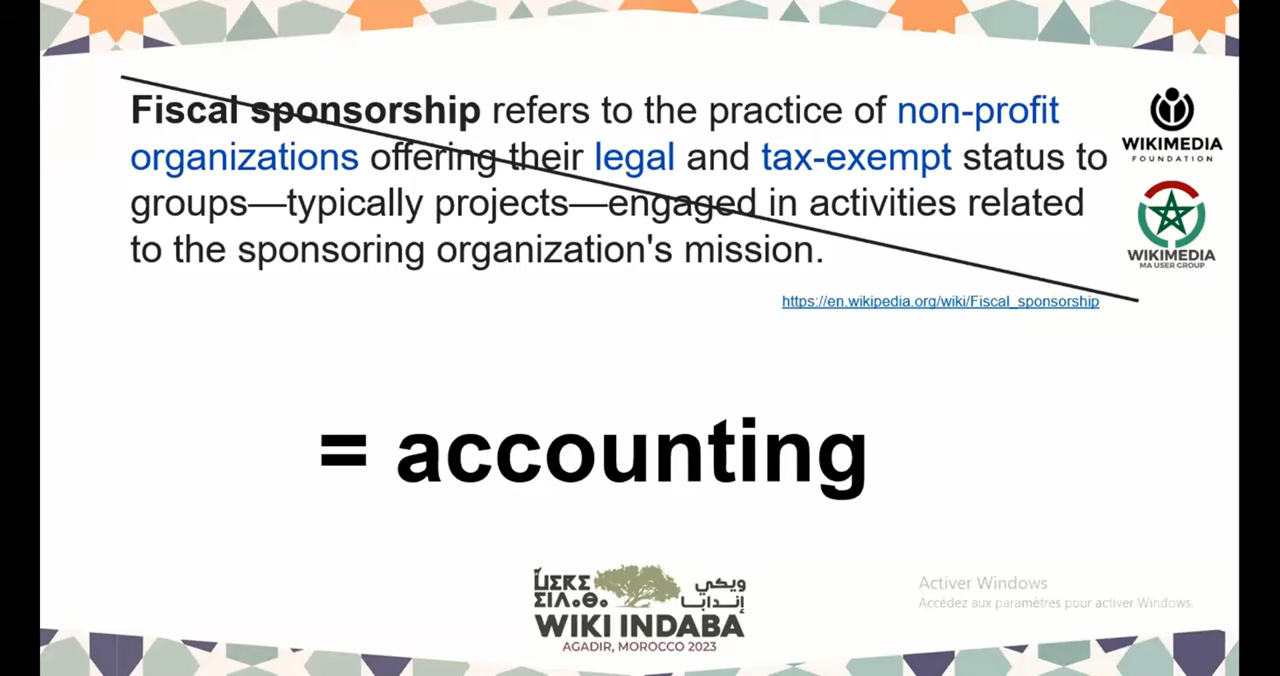 Fiscal sponsorship refers to the practice of non-profit
organizations offering their legal and tax-exempt status to
groups—typically projects—engaged in activities related
to the sponsoring organization's mission.
https://en.wikipedia.org/wiki/Fiscal_sponsorship
WIKIMEDIA
FOUNDATION
WIKIMEDIA
MA USER GROUP
= accounting
ⵡⵉⴽⵉ
ⵉⵏⴷⴰⴱⴰ
ويكي
إندابا
WIKI INDABA
AGADIR, MOROCCO 2023
Activer Windows
Accédez aux paramètres pour activer Windows.